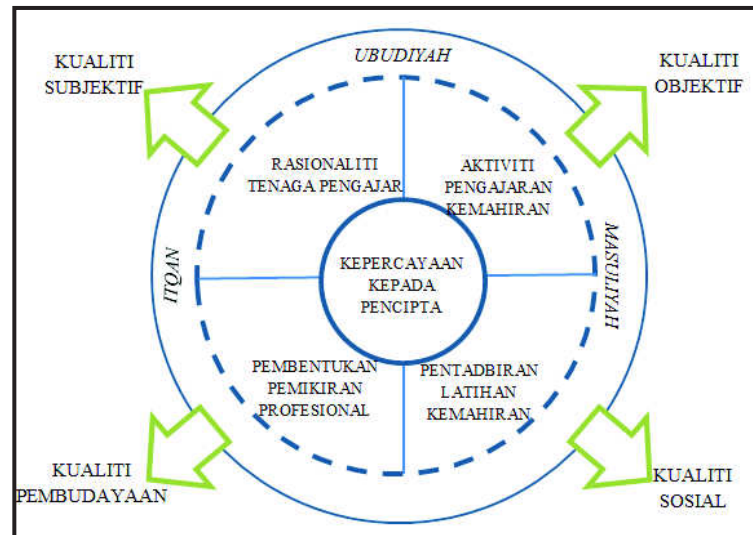 UBUDIYAH
KUALITI
SUBJEKTIF
KUALITI
OBJEKTIF
RASIONALITI
TENAGA PENGAJAR
AKTIVITI
PENGAJARAN
KEMAHIRAN
ITQAN
KEPERCAYAAN
KEPADA
PENCIPTA
MASULIYAH
PEMBENTUKAN
PEMIKIRAN
PROFESIONAL
PENTADBIRAN
LATIHAN
KEMAHIRAN
KUALITI
PEMBUDAYAAN
KUALITI
SOSIAL